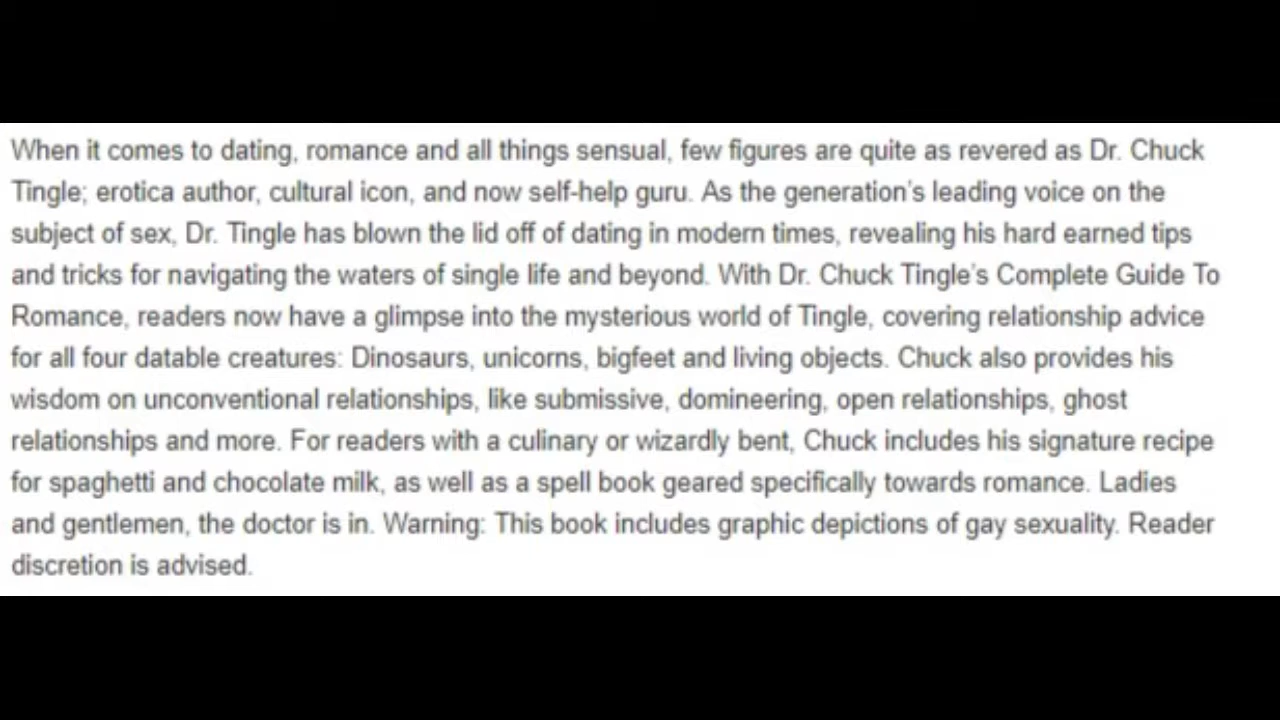 When it comes to dating, romance and all things sensual, few figures are quite as revered as Dr. Chuck
Tingle; erotica author, cultural icon, and now self-help guru. As the generation's leading voice on the
subject of sex, Dr. Tingle has blown the lid off of dating in modern times, revealing his hard earned tips
and tricks for navigating the waters of single life and beyond. With Dr. Chuck Tingle's Complete Guide To
Romance, readers now have a glimpse into the mysterious world of Tingle, covering relationship advice
for all four datable creatures: Dinosaurs, unicorns, bigfeet and living objects. Chuck also provides his
wisdom on unconventional relationships, like submissive, domineering, open relationships, ghost
relationships and more. For readers with a culinary or wizardly bent, Chuck includes his signature recipe
for spaghetti and chocolate milk, as well as a spell book geared specifically towards romance. Ladies
and gentlemen, the doctor is in. Warning: This book includes graphic depictions of gay sexuality. Reader
discretion is advised.